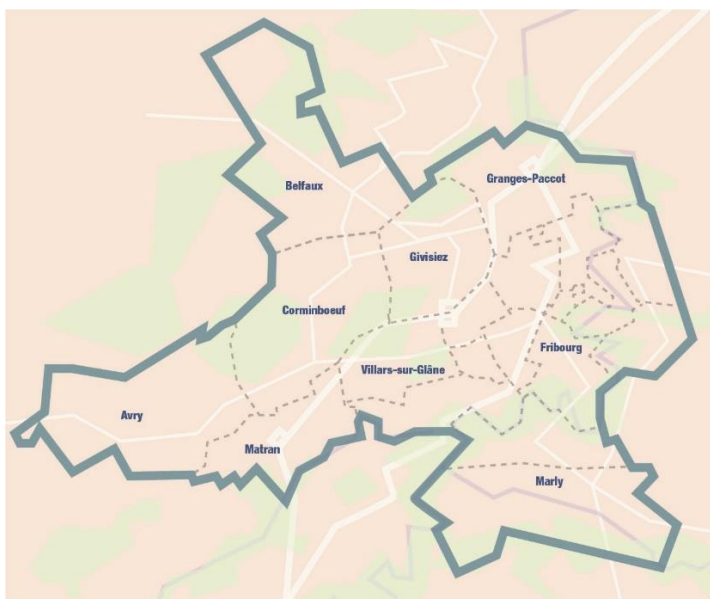 Granges-Paccot
Belfaux
Givisiez
Corminboeuf
Fribourg
Villars-sur-Glâne
Avry
Matran
Marly